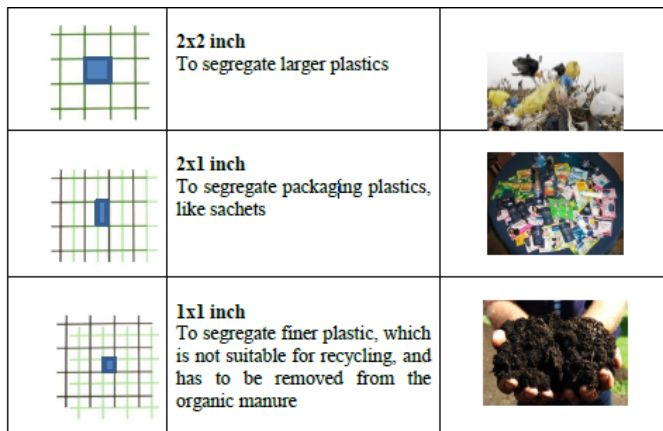 2x2 inch
To segregate larger plastics
2x1 inch
To segregate packaging plastics,
like sachets
1x1 inch
To segregate finer plastic, which
is not suitable for recycling, and
has to be removed from the
organic manure